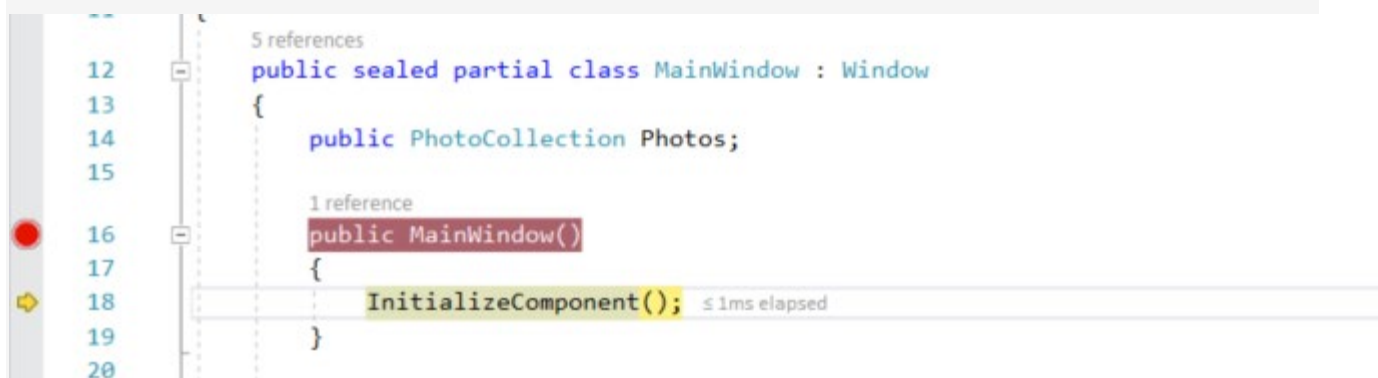 {
5 references
12 public sealed partial class MainWindow : Window
13 {
14 public PhotoCollection Photos;
15
1 reference
16 public MainWindow()
17 {
18 InitializeComponent(); ≤ 1ms elapsed
19 }
20